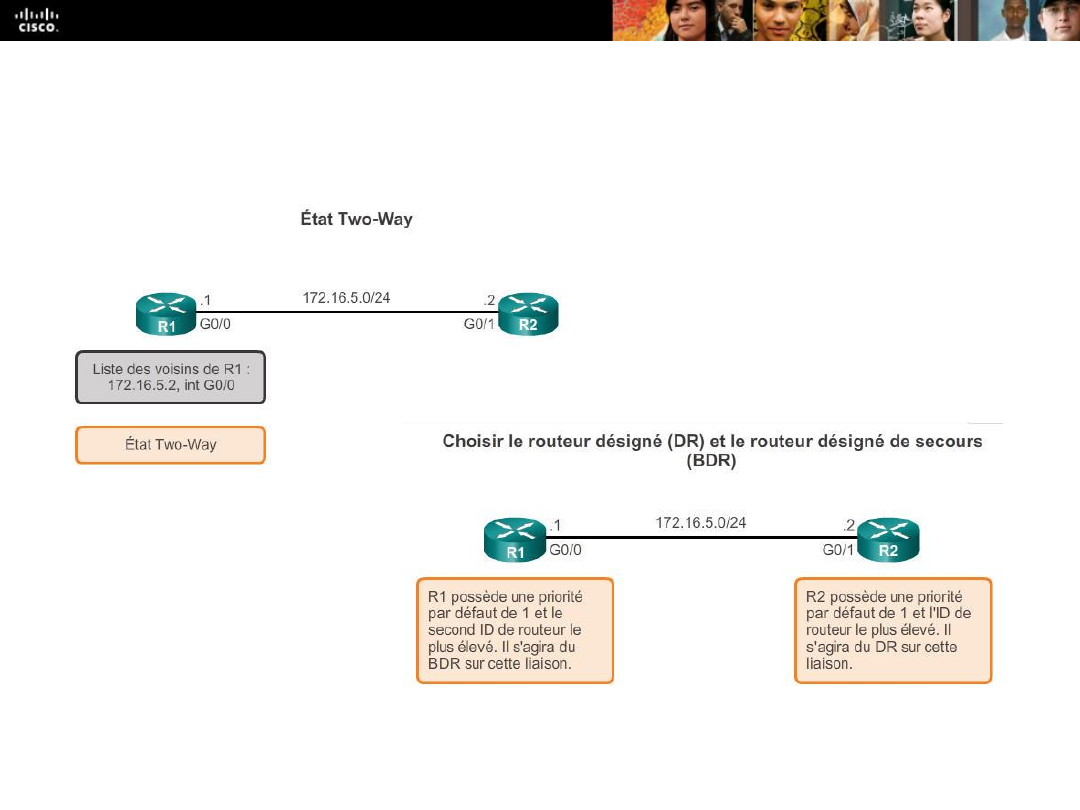 CISCO.
État Two-Way
.1
172.16.5.0/24
.2
G0/0
G0/1
R1
R2
Liste des voisins de R1 :
172.16.5.2, int G0/0
État Two-Way
Choisir le routeur désigné (DR) et le routeur désigné de secours
(BDR)
.1
172.16.5.0/24
.2
G0/0
G0/1
R1
R2
R1 possède une priorité
par défaut de 1 et le
second ID de routeur le
plus élevé. Il s'agira du
BDR sur cette liaison.
R2 possède une priorité
par défaut de 1 et l'ID de
routeur le plus élevé. Il
s'agira du DR sur cette
liaison.